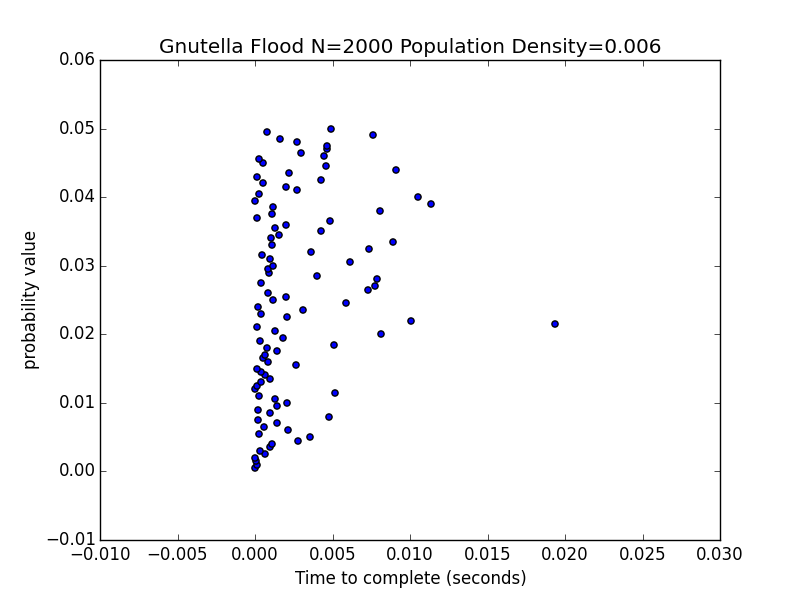 Gnutella Flood N=2000 Population Density=0.006
0.06
0.05
0.04
0.03
0.02
0.01
0.00
−0.01
probability value
−0.010 −0.005 0.000 0.005 0.010 0.015 0.020 0.025 0.030
Time to complete (seconds)